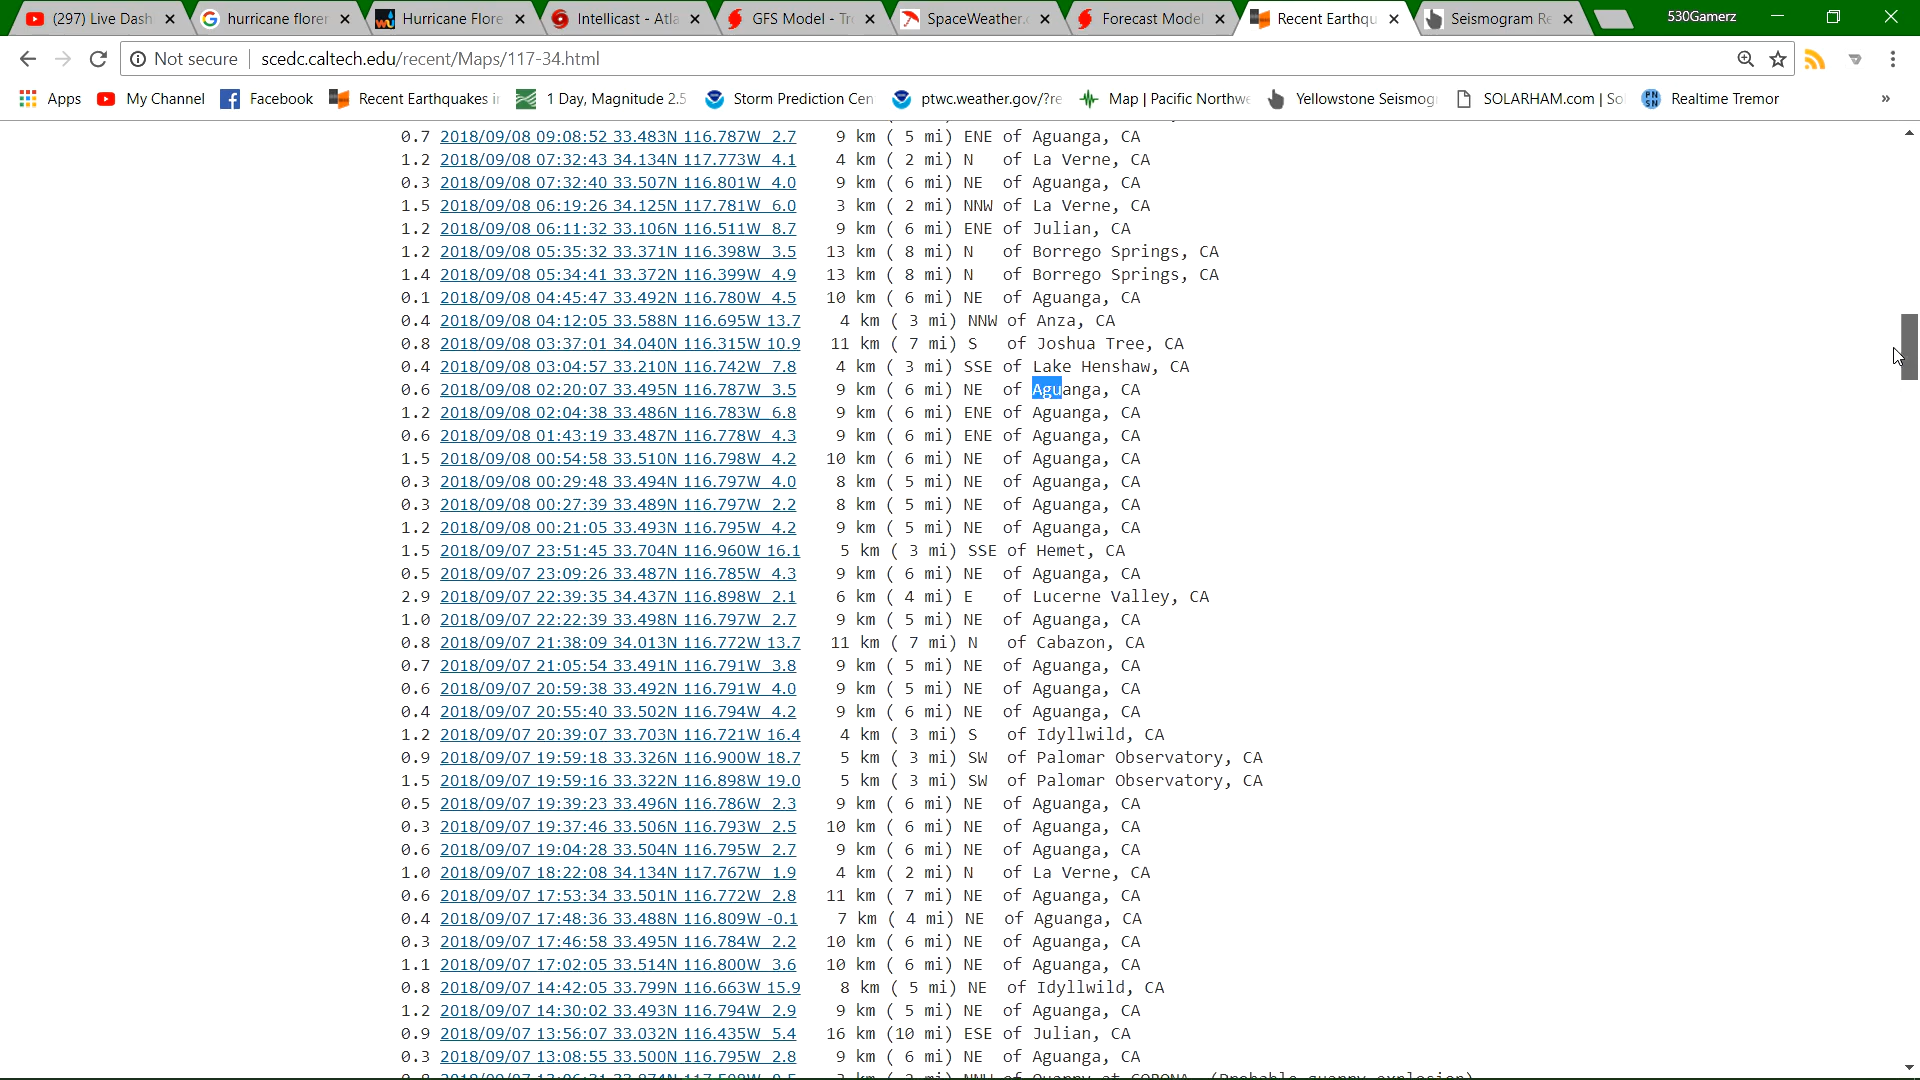 (297) Live Dash
hurricane floren
Hurricane Flore
Intellicast - Atla
GFS Model - Tro
SpaceWeather.c
Forecast Model
Recent Earthqu
Seismogram Re
530Gamerz
Not secure
scedc.caltech.edu/recent/Maps/117-34.html
Apps
My Channel
Facebook
Recent Earthquakes i
1 Day, Magnitude 2.5
Storm Prediction Cen
ptwc.weather.gov/?re
Map | Pacific Northwe
Yellowstone Seismog
SOLARHAM.com | So
Realtime Tremor
»
0.7 2018/09/08 09:08:52 33.483N 116.787W 2.7 9 km ( 5 mi) ENE of Aguanga, CA
1.2 2018/09/08 07:32:43 34.134N 117.773W 4.1 4 km ( 2 mi) N of La Verne, CA
0.3 2018/09/08 07:32:40 33.507N 116.801W 4.0 9 km ( 6 mi) NE of Aguanga, CA
1.5 2018/09/08 06:19:26 34.125N 117.781W 6.0 3 km ( 2 mi) NNW of La Verne, CA
1.2 2018/09/08 06:11:32 33.106N 116.511W 8.7 9 km ( 6 mi) ENE of Julian, CA
1.2 2018/09/08 05:35:32 33.371N 116.398W 3.5 13 km ( 8 mi) N of Borrego Springs, CA
1.4 2018/09/08 05:34:41 33.372N 116.399W 4.9 13 km ( 8 mi) N of Borrego Springs, CA
0.1 2018/09/08 04:45:47 33.492N 116.780W 4.5 10 km ( 6 mi) NE of Aguanga, CA
0.4 2018/09/08 04:12:05 33.588N 116.695W 13.7 4 km ( 3 mi) NNW of Anza, CA
0.8 2018/09/08 03:37:01 34.040N 116.315W 10.9 11 km ( 7 mi) S of Joshua Tree, CA
0.4 2018/09/08 03:04:57 33.210N 116.742W 7.8 4 km ( 3 mi) SSE of Lake Henshaw, CA
0.6 2018/09/08 02:20:07 33.495N 116.787W 3.5 9 km ( 6 mi) NE of Aguanga, CA
1.2 2018/09/08 02:04:38 33.486N 116.783W 6.8 9 km ( 6 mi) ENE of Aguanga, CA
0.6 2018/09/08 01:43:19 33.487N 116.778W 4.3 9 km ( 6 mi) ENE of Aguanga, CA
1.5 2018/09/08 00:54:58 33.510N 116.798W 4.2 10 km ( 6 mi) NE of Aguanga, CA
0.3 2018/09/08 00:29:48 33.494N 116.797W 4.0 8 km ( 5 mi) NE of Aguanga, CA
0.3 2018/09/08 00:27:39 33.489N 116.797W 2.2 8 km ( 5 mi) NE of Aguanga, CA
1.2 2018/09/08 00:21:05 33.493N 116.795W 4.2 9 km ( 5 mi) NE of Aguanga, CA
1.5 2018/09/07 23:51:45 33.704N 116.960W 16.1 5 km ( 3 mi) SSE of Hemet, CA
0.5 2018/09/07 23:09:26 33.487N 116.785W 4.3 9 km ( 6 mi) NE of Aguanga, CA
2.9 2018/09/07 22:39:35 34.437N 116.898W 2.1 6 km ( 4 mi) E of Lucerne Valley, CA
1.0 2018/09/07 22:22:39 33.498N 116.797W 2.7 9 km ( 5 mi) NE of Aguanga, CA
0.8 2018/09/07 21:38:09 34.013N 116.772W 13.7 11 km ( 7 mi) N of Cabazon, CA
0.7 2018/09/07 21:05:54 33.491N 116.791W 3.8 9 km ( 5 mi) NE of Aguanga, CA
0.6 2018/09/07 20:59:38 33.492N 116.791W 4.0 9 km ( 5 mi) NE of Aguanga, CA
0.4 2018/09/07 20:55:40 33.502N 116.794W 4.2 9 km ( 6 mi) NE of Aguanga, CA
1.2 2018/09/07 20:39:07 33.703N 116.721W 16.4 4 km ( 3 mi) S of Idyllwild, CA
0.9 2018/09/07 19:59:18 33.326N 116.900W 18.7 5 km ( 3 mi) SW of Palomar Observatory, CA
1.5 2018/09/07 19:59:16 33.322N 116.898W 19.0 5 km ( 3 mi) SW of Palomar Observatory, CA
0.5 2018/09/07 19:39:23 33.496N 116.786W 2.3 9 km ( 6 mi) NE of Aguanga, CA
0.3 2018/09/07 19:37:46 33.506N 116.793W 2.5 10 km ( 6 mi) NE of Aguanga, CA
0.6 2018/09/07 19:04:28 33.504N 116.795W 2.7 9 km ( 6 mi) NE of Aguanga, CA
1.0 2018/09/07 18:22:08 34.134N 117.767W 1.9 4 km ( 2 mi) N of La Verne, CA
0.6 2018/09/07 17:53:34 33.501N 116.772W 2.8 11 km ( 7 mi) NE of Aguanga, CA
0.4 2018/09/07 17:48:36 33.488N 116.809W -0.1 7 km ( 4 mi) NE of Aguanga, CA
0.3 2018/09/07 17:46:58 33.495N 116.784W 2.2 10 km ( 6 mi) NE of Aguanga, CA
1.1 2018/09/07 17:02:05 33.514N 116.800W 3.6 10 km ( 6 mi) NE of Aguanga, CA
0.8 2018/09/07 14:42:05 33.799N 116.663W 15.9 8 km ( 5 mi) NE of Idyllwild, CA
1.2 2018/09/07 14:30:02 33.493N 116.794W 2.9 9 km ( 5 mi) NE of Aguanga, CA
0.9 2018/09/07 13:56:07 33.032N 116.435W 5.4 16 km (10 mi) ESE of Julian, CA
0.3 2018/09/07 13:08:55 33.500N 116.795W 2.8 9 km ( 6 mi) NE of Aguanga, CA